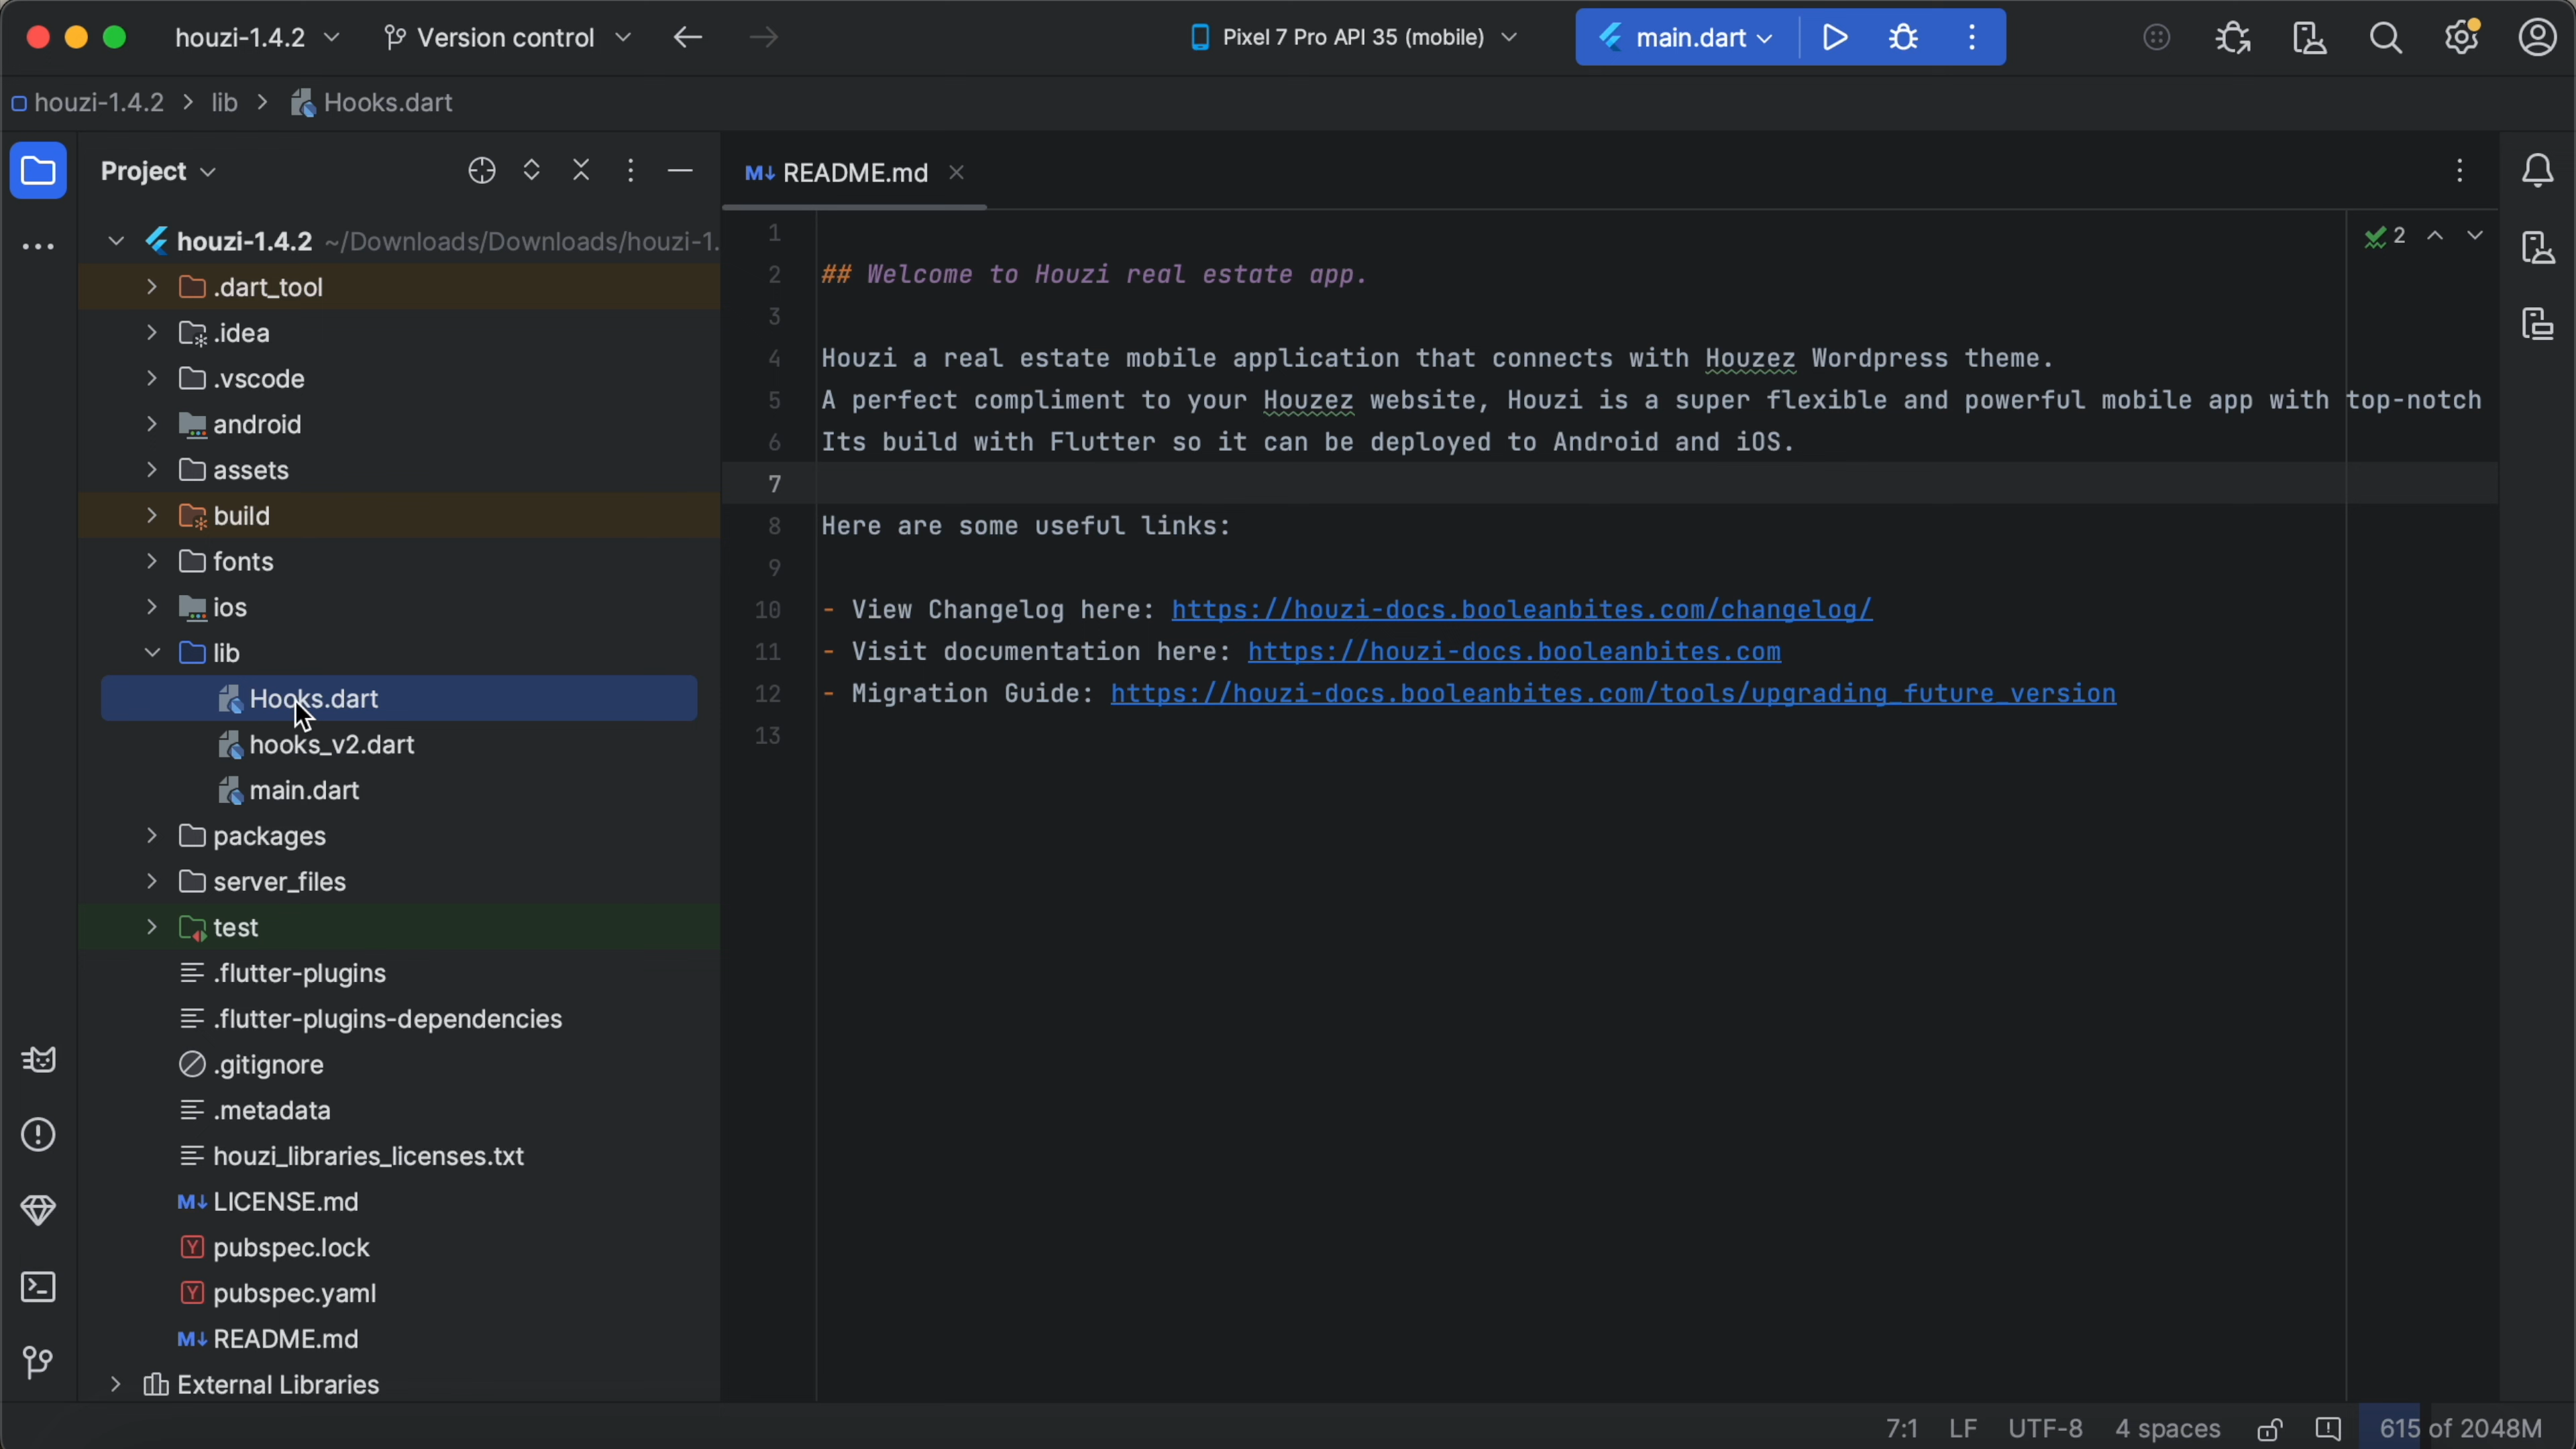 houzi-1.4.2 Version control Pixel 7 Pro API 35 (mobile) main.dart
houzi-1.4.2 > lib > Hooks.dart
Project
houzi-1.4.2 ~/Downloads/Downloads/houzi-1.
.dart_tool
.idea
.vscode
android
assets
build
fonts
ios
lib
Hooks.dart
hooks_v2.dart
main.dart
packages
server_files
test
.flutter-plugins
.flutter-plugins-dependencies
.gitignore
.metadata
houzi_libraries_licenses.txt
M↓ LICENSE.md
Y pubspec.lock
Y pubspec.yaml
M↓ README.md
External Libraries
M↓ README.md
2
1
2 ## Welcome to Houzi real estate app.
3
4 Houzi a real estate mobile application that connects with Houzez Wordpress theme.
5 A perfect compliment to your Houzez website, Houzi is a super flexible and powerful mobile app with top-notch
6 Its build with Flutter so it can be deployed to Android and iOS.
7
8 Here are some useful links:
9
10 - View Changelog here: https://houzi-docs.booleanbites.com/changelog/
11 - Visit documentation here: https://houzi-docs.booleanbites.com
12 - Migration Guide: https://houzi-docs.booleanbites.com/tools/upgrading_future_version
13
7:1 LF UTF-8 4 spaces 615 of 2048M